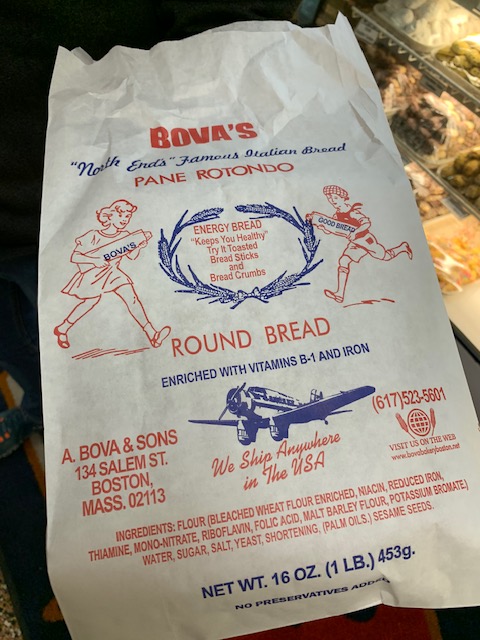 BOVA'S
"North End's" Famous Italian Bread
PANE ROTONDO
ENERGY BREAD
"Keeps You Healthy"
Try It Toasted
Bread Sticks
and
Bread Crumbs
BOVA'S
GOOD BREAD
ROUND BREAD
ENRICHED WITH VITAMINS B-1 AND IRON
A. BOVA & SONS
134 SALEM ST.
BOSTON,
MASS. 02113
We Ship Anywhere
in The USA
(617)523-5601
VISIT US ON THE WEB
www.bovabakeryboston.net
INGREDIENTS: FLOUR (BLEACHED WHEAT FLOUR ENRICHED, NIACIN, REDUCED IRON,
THIAMINE, MONO-NITRATE, RIBOFLAVIN, FOLIC ACID, MALT BARLEY FLOUR, POTASSIUM BROMATE.)
WATER, SUGAR, SALT, YEAST, SHORTENING, (PALM OILS.) SESAME SEEDS.
NET WT. 16 OZ. (1 LB.) 453g.
NO PRESERVATIVES ADDED